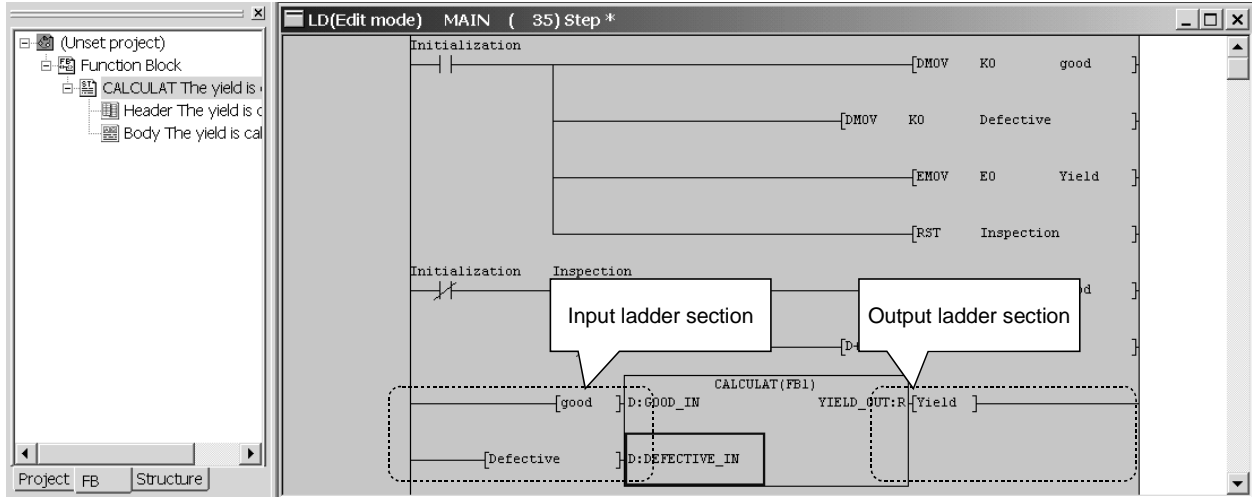 LD(Edit mode) MAIN ( 35) Step *
(Unset project)
Function Block
CALCULAT The yield is
Header The yield is
Body The yield is cal
Project FB Structure
Initialization
[DMOV K0 good ]
[DMOV K0 Defective ]
[EMOV E0 Yield ]
[RST Inspection ]
Initialization Inspection
Input ladder section
Output ladder section
CALCULAT(FB1)
[good ] D:GOOD_IN YIELD_OUT:R [Yield ]
[Defective ] D:DEFECTIVE_IN